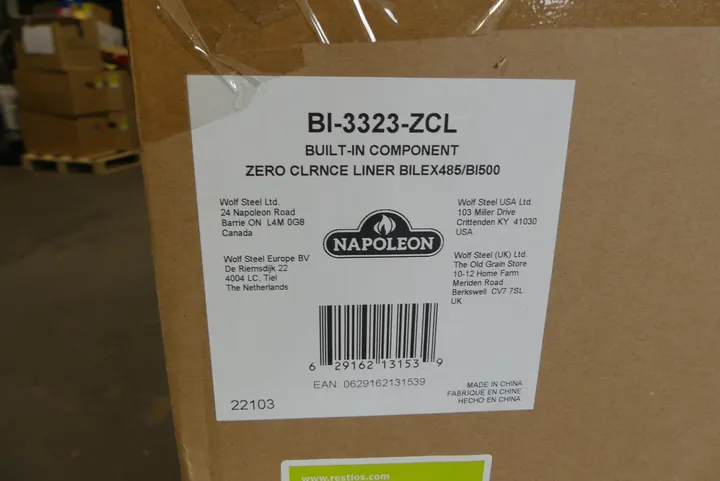 BI-3323-ZCL
BUILT-IN COMPONENT
ZERO CLRNCE LINER BILEX485/BI500
Wolf Steel Ltd.
24 Napoleon Road
Barrie ON L4M 0G8
Canada
Wolf Steel USA Ltd.
103 Miller Drive
Crittenden KY 41030
USA
NAPOLEON
Wolf Steel Europe BV
De Riemsdijk 22
4004 LC, Tiel
The Netherlands
Wolf Steel (UK) Ltd.
The Old Grain Store
10-12 Home Farm
Meriden Road
Berkswell CV7 7SL
UK
6 29162 13153 9
EAN: 0629162131539
22103
MADE IN CHINA
FABRIQUÉ EN CHINE
HECHO EN CHINA
www.restlos.com